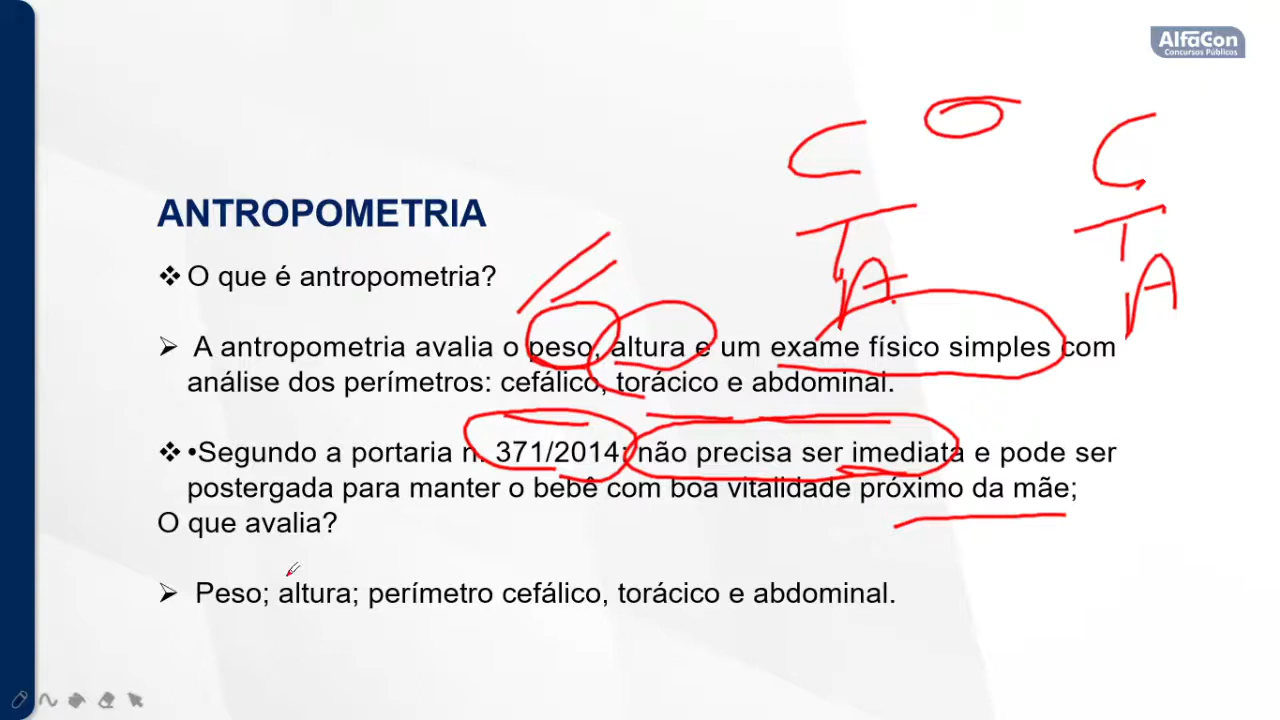 AlfaCon
Concursos Públicos
C C
T T
A A
ANTROPOMETRIA
❖ O que é antropometria?
➢ A antropometria avalia o peso, altura e um exame físico simples com
análise dos perímetros: cefálico, torácico e abdominal.
❖ •Segundo a portaria n. 371/2014: não precisa ser imediata e pode ser
postergada para manter o bebê com boa vitalidade próximo da mãe;
O que avalia?
➢ Peso; altura; perímetro cefálico, torácico e abdominal.